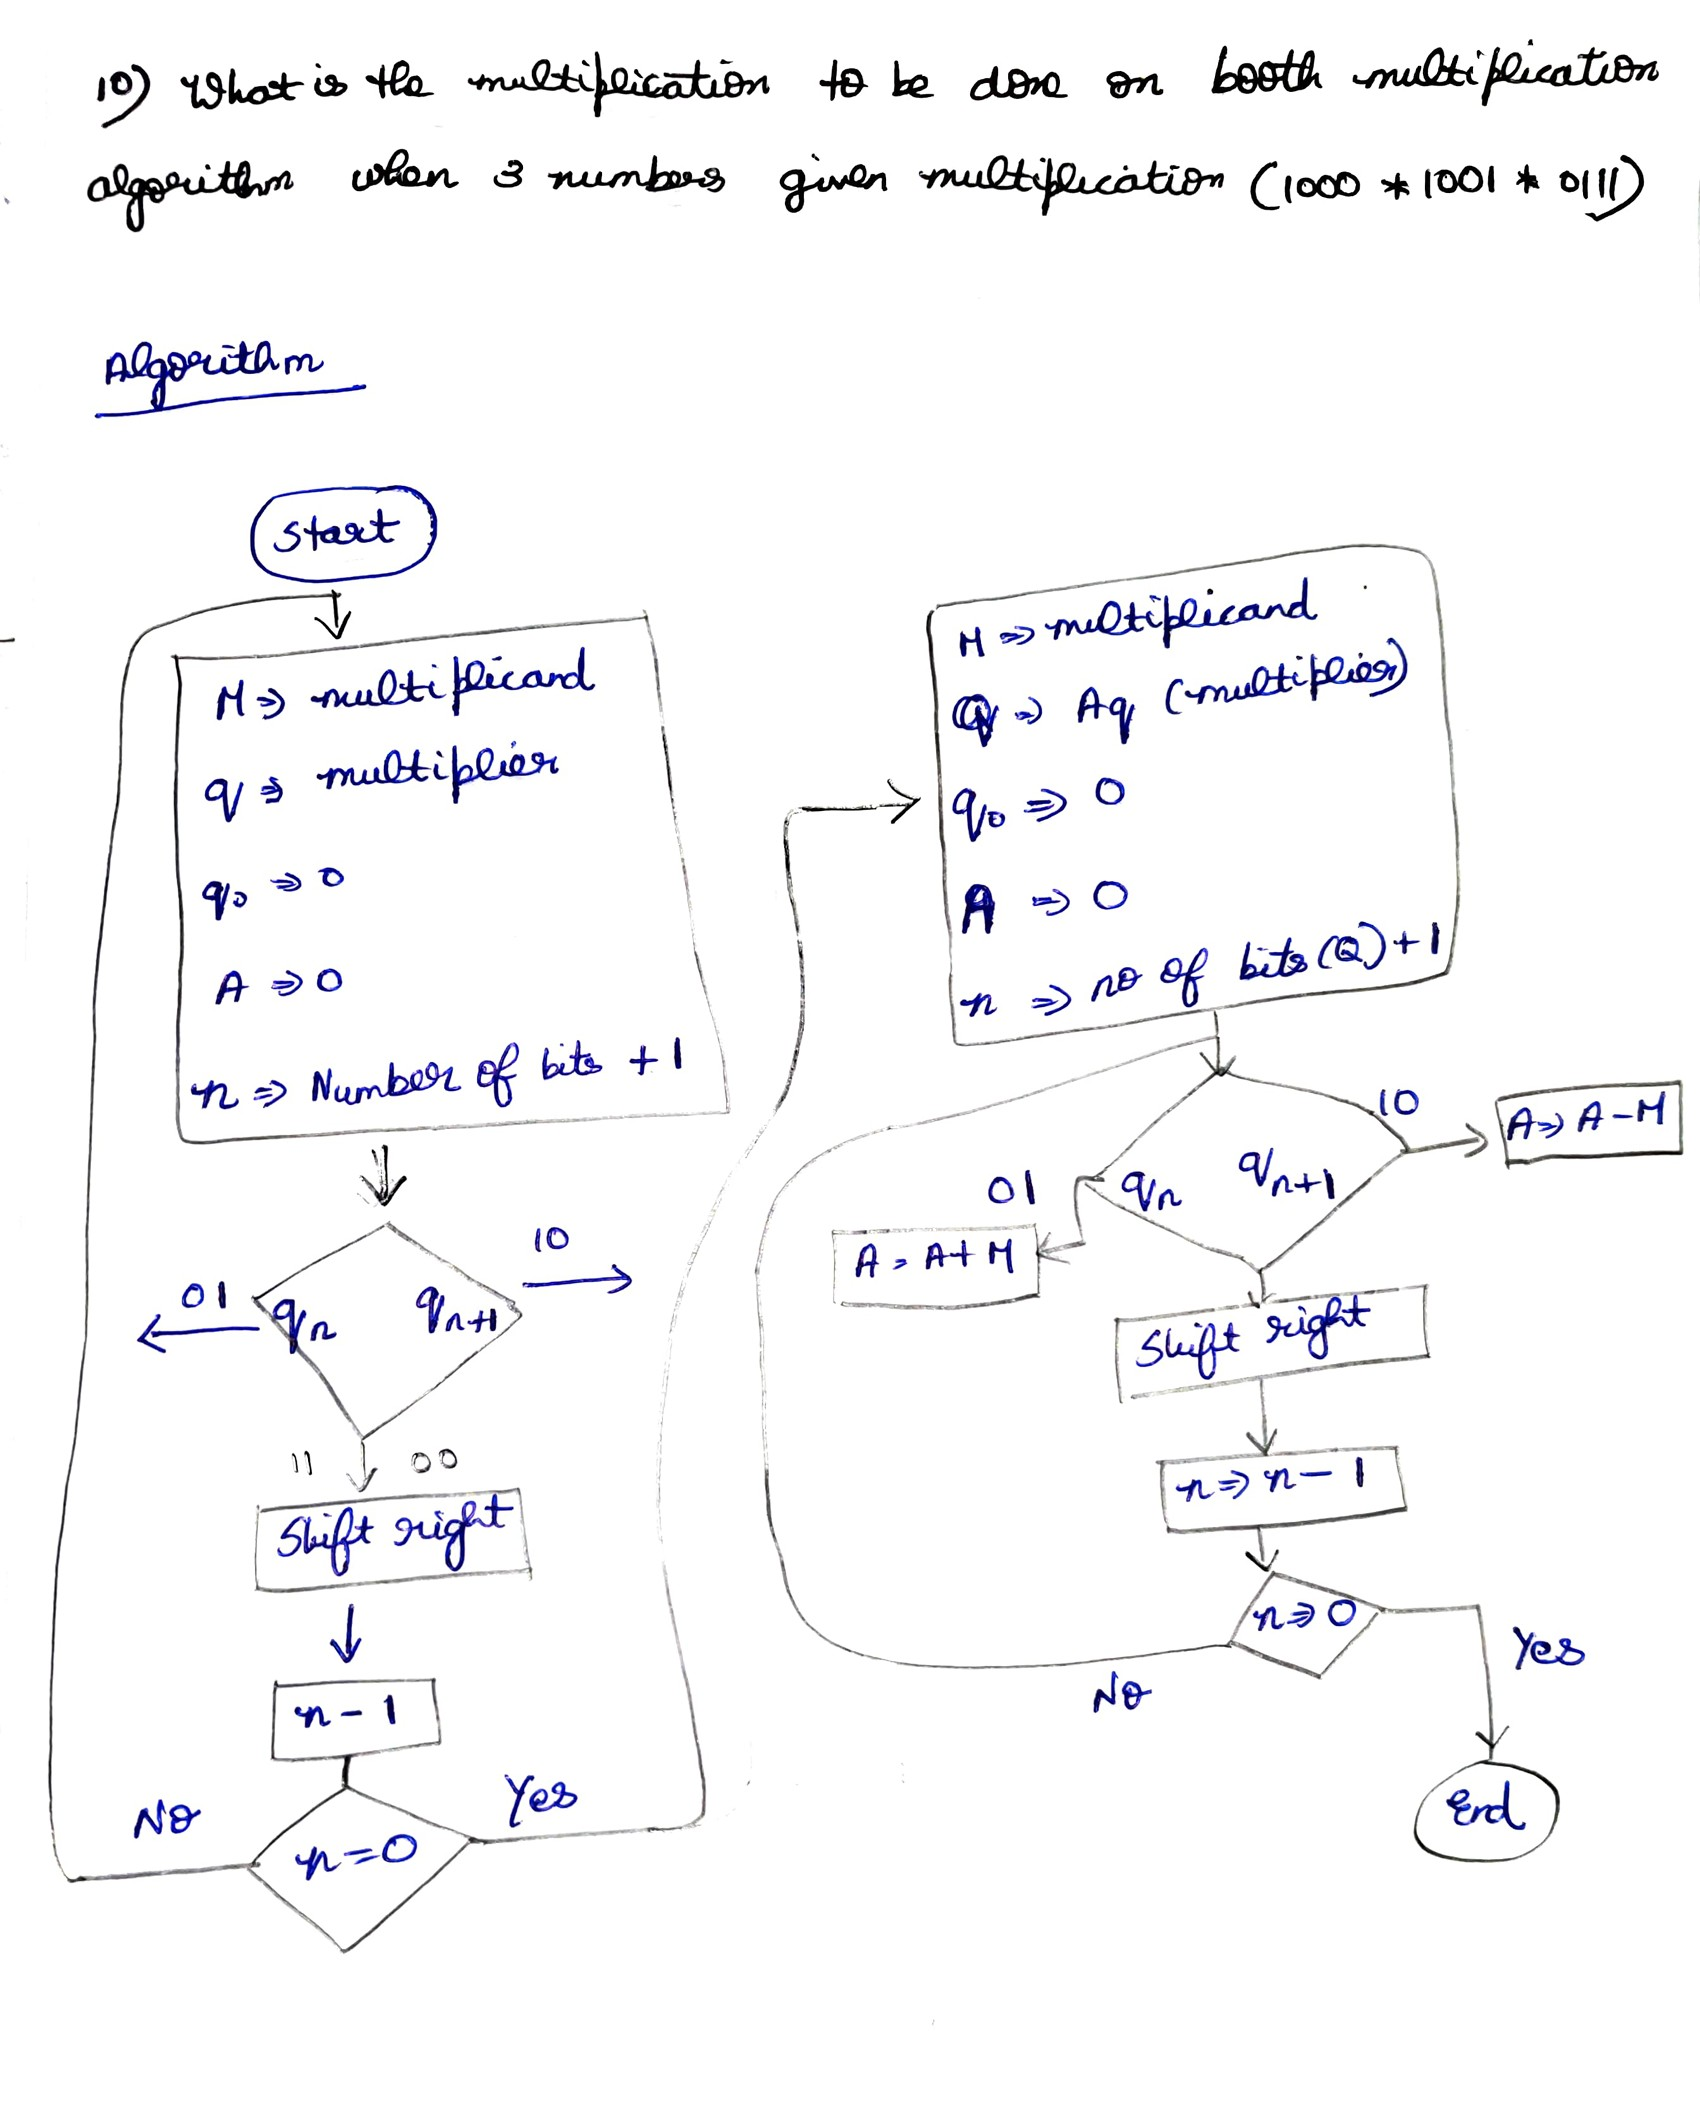 10) What is the multiplication to be done on booth multiplication
algorithm when 3 numbers given multiplication (1000 * 1001 * 0111)
Algorithm
Start
M ⇒ multiplicand
q ⇒ multiplier
q₀ ⇒ 0
A ⇒ 0
n ⇒ Number of bits + 1
01
qn qn+1
10
11 00
Shift right
n - 1
n = 0
No
Yes
M ⇒ multiplicand
Q ⇒ Aq (multiplier)
q₀ ⇒ 0
A ⇒ 0
n ⇒ no of bits (Q) + 1
10
A ⇒ A - M
01
qn qn+1
A = A + M
Shift right
n ⇒ n - 1
n ⇒ 0
Yes
No
End